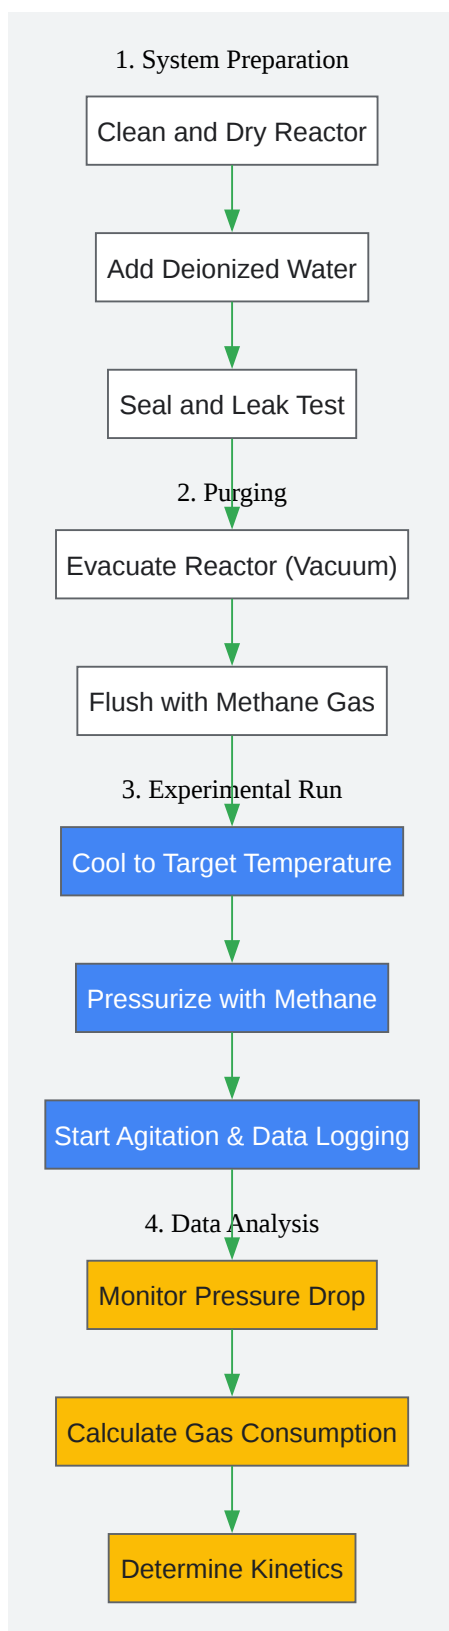 1. System Preparation
Clean and Dry Reactor
Add Deionized Water
Seal and Leak Test
2. Purging
Evacuate Reactor (Vacuum)
Flush with Methane Gas
3. Experimental Run
Cool to Target Temperature
Pressurize with Methane
Start Agitation & Data Logging
4. Data Analysis
Monitor Pressure Drop
Calculate Gas Consumption
Determine Kinetics